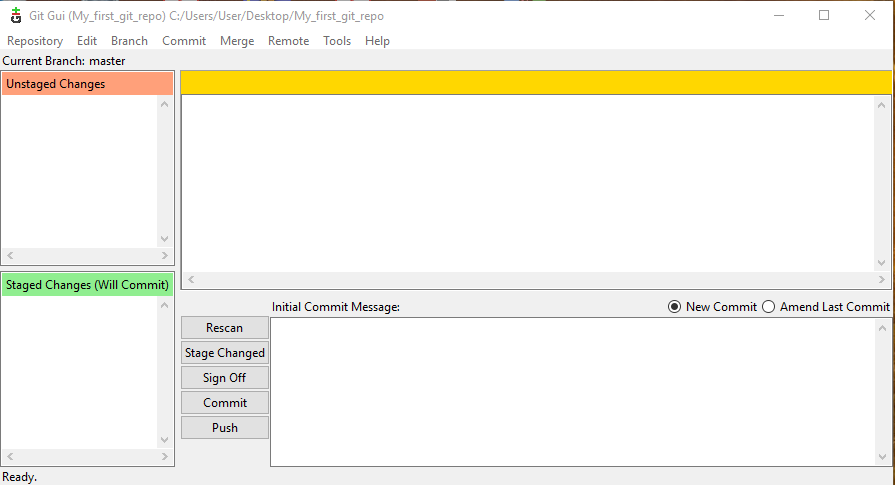 Git Gui (My_first_git_repo) C:/Users/User/Desktop/My_first_git_repo
Repository Edit Branch Commit Merge Remote Tools Help
Current Branch: master
Unstaged Changes
Staged Changes (Will Commit)
Initial Commit Message:
New Commit
Amend Last Commit
Rescan
Stage Changed
Sign Off
Commit
Push
Ready.